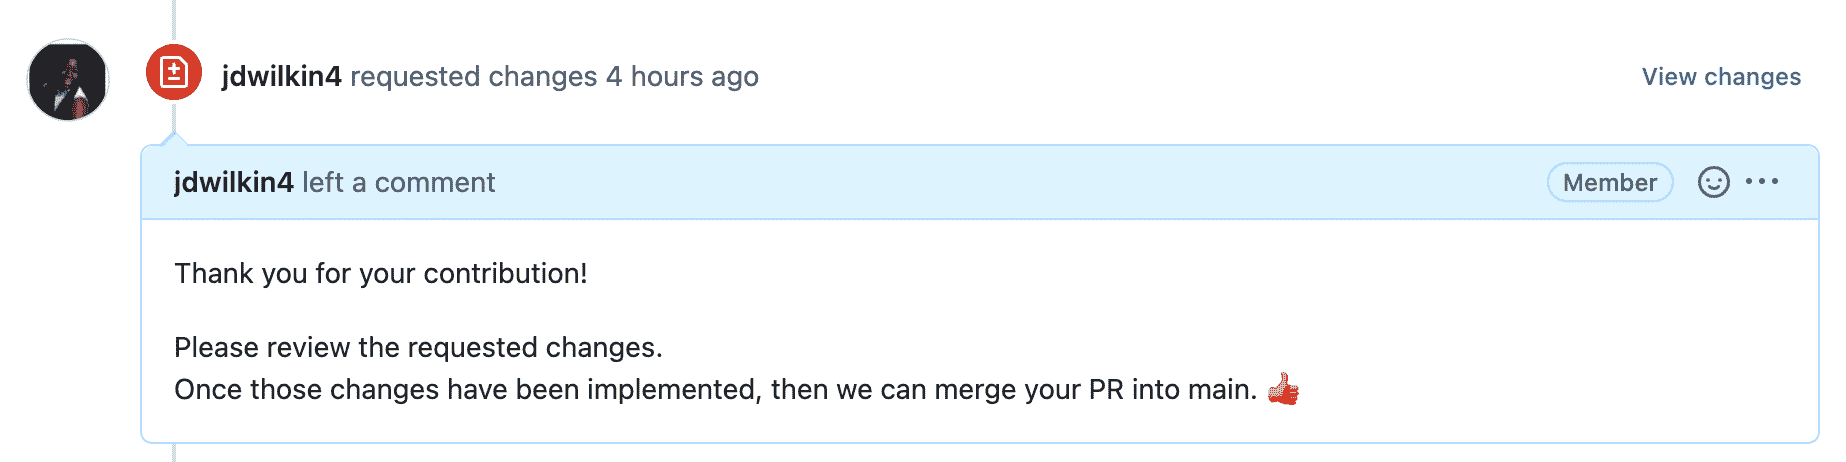 jdwilkin4 requested changes 4 hours ago
View changes
jdwilkin4 left a comment
Member
Thank you for your contribution!
Please review the requested changes.
Once those changes have been implemented, then we can merge your PR into main. 👍